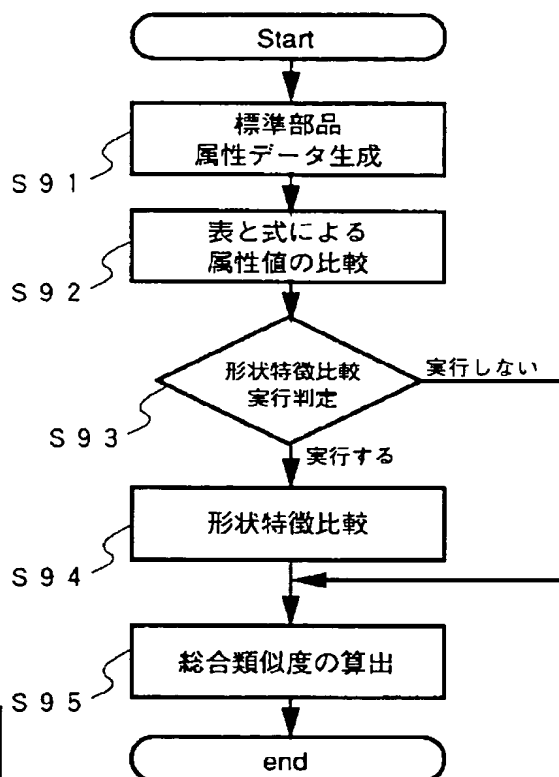 Start
標準部品
属性データ生成
S91
表と式による
属性値の比較
S92
形状特徴比較
実行判定
実行しない
S93
実行する
形状特徴比較
S94
総合類似度の算出
S95
end